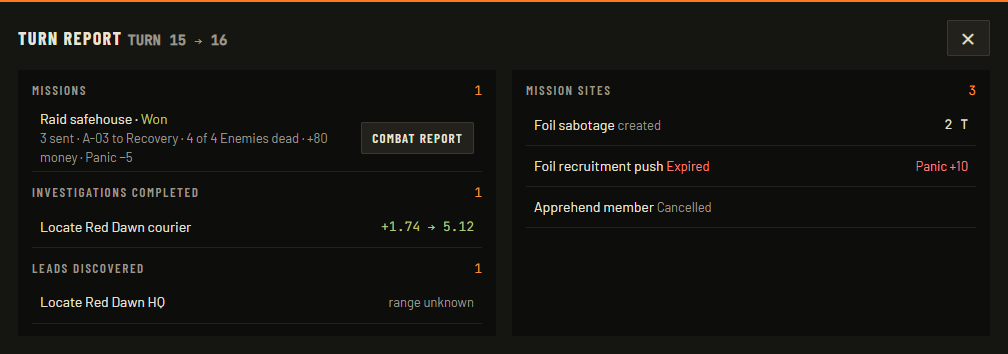 TURN REPORT TURN 15 → 16
✕
MISSIONS 1
Raid safehouse · Won
3 sent · A-03 to Recovery · 4 of 4 Enemies dead · +80
money · Panic −5
COMBAT REPORT
INVESTIGATIONS COMPLETED 1
Locate Red Dawn courier +1.74 → 5.12
LEADS DISCOVERED 1
Locate Red Dawn HQ range unknown
MISSION SITES 3
Foil sabotage created 2 T
Foil recruitment push Expired Panic +10
Apprehend member Cancelled